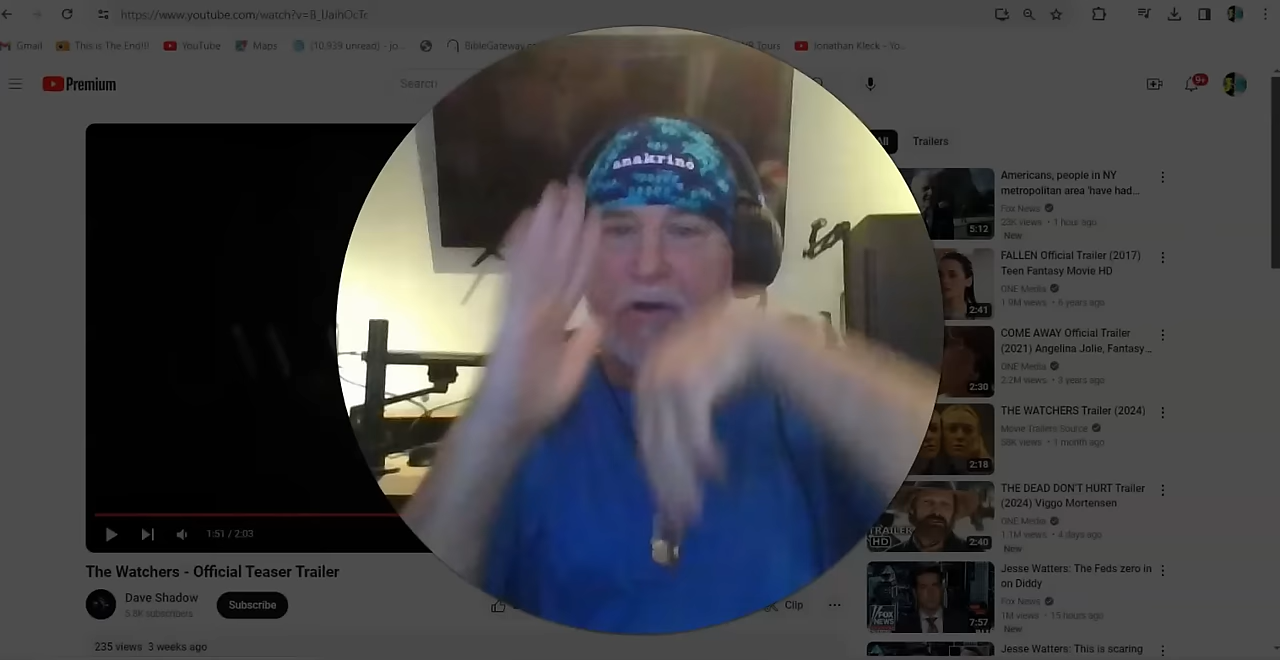 https://www.youtube.com/watch?v=B_UaihOcTc
Gmail
This is The End!!!
YouTube
Maps
(10,939 unread) - jo...
BibleGateway
Tours
Jonathan Kleck - Yo...
Premium
Search
9+
anakrino
All
Trailers
Americans, people in NY
metropolitan area 'have had...
Fox News
23K views • 1 hour ago
New
5:12
FALLEN Official Trailer (2017)
Teen Fantasy Movie HD
ONE Media
1.9M views • 6 years ago
2:41
COME AWAY Official Trailer
(2021) Angelina Jolie, Fantasy...
ONE Media
2.2M views • 3 years ago
2:30
THE WATCHERS Trailer (2024)
Movie Trailers Source
58K views • 1 month ago
2:18
THE DEAD DON'T HURT Trailer
(2024) Viggo Mortensen
ONE Media
1.1M views • 4 days ago
New
TRAILER
HD
2:40
Jesse Watters: The Feds zero in
on Diddy
Fox News
1M views • 15 hours ago
New
FOX
NEWS
7:57
Jesse Watters: This is scaring
1:51 / 2:03
The Watchers - Official Teaser Trailer
Dave Shadow
5.8K subscribers
Subscribe
Clip
235 views 3 weeks ago